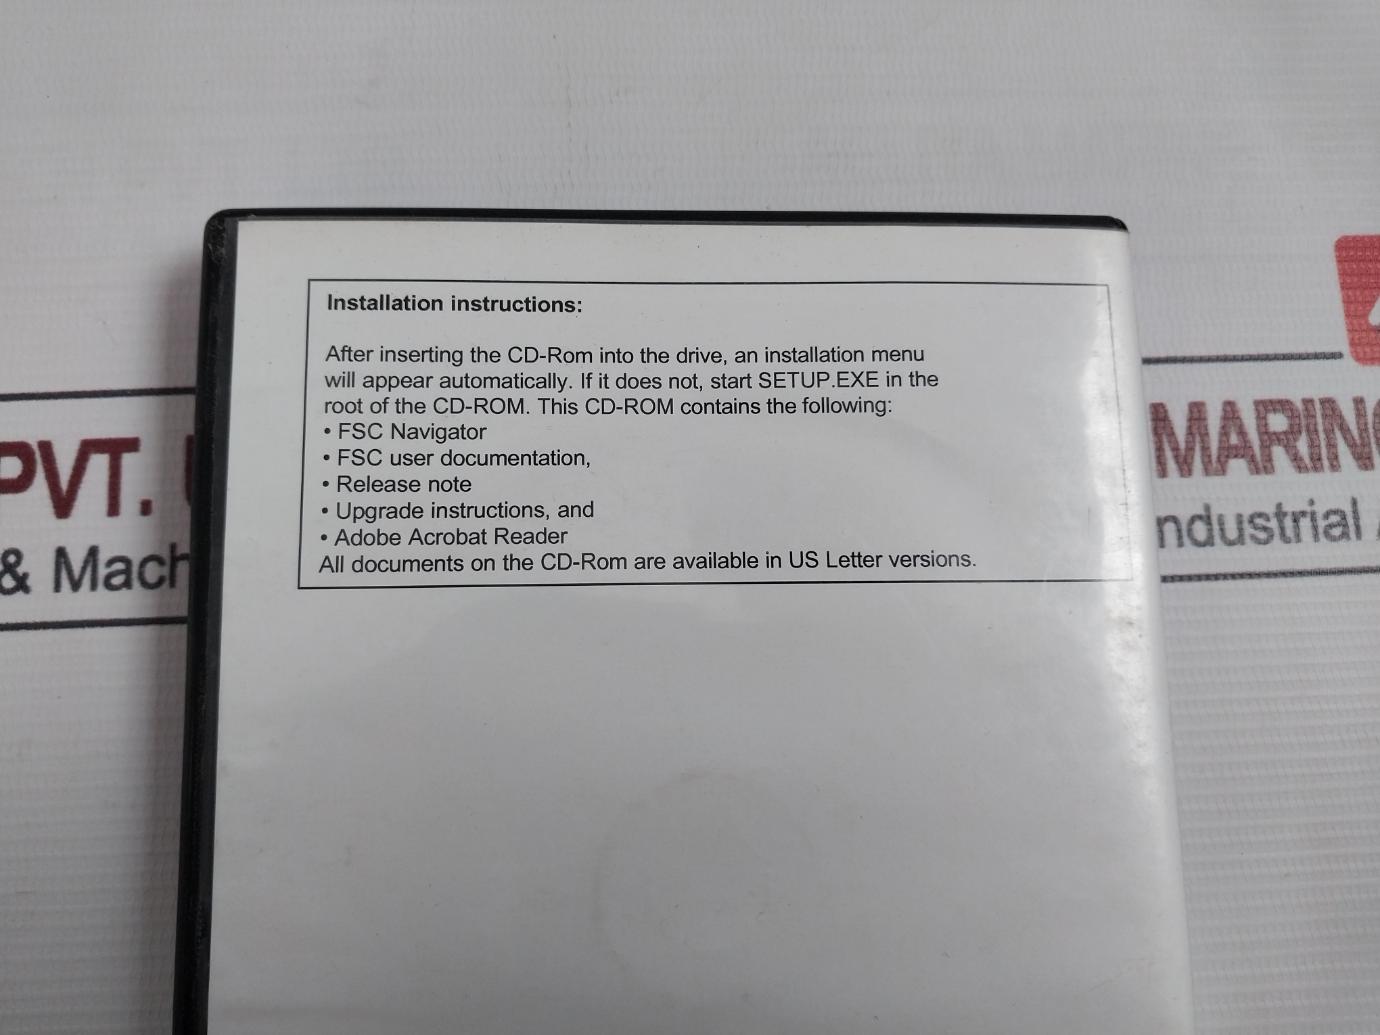 Installation instructions:
After inserting the CD-Rom into the drive, an installation menu
will appear automatically. If it does not, start SETUP.EXE in the
root of the CD-ROM. This CD-ROM contains the following:
• FSC Navigator
• FSC user documentation,
• Release note
• Upgrade instructions, and
• Adobe Acrobat Reader
All documents on the CD-Rom are available in US Letter versions.
PVT.
& Mach
MARIN
ndustrial